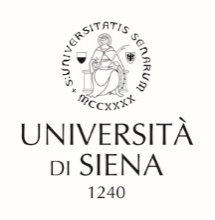 S·UNIVERSITATIS SENARUM
MCCXXXX
UNIVERSITÀ
DI SIENA
1240